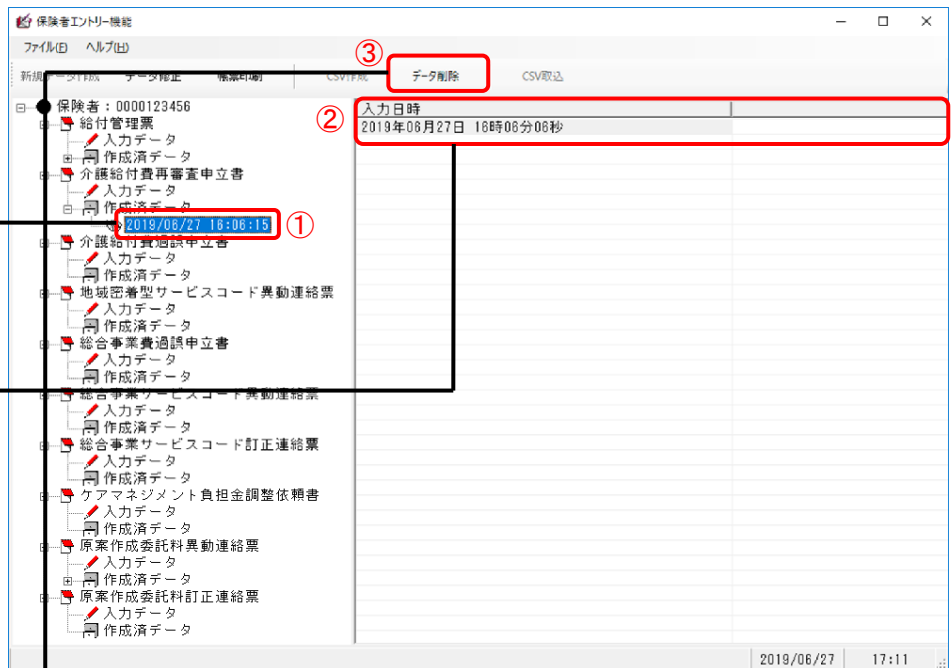 保険者エントリー機能
ファイル(F) ヘルプ(H)
③
新規データ作成 データ修正 帳票印刷 CSV作成 データ削除 CSV取込
保険者：0000123456
給付管理票
入力データ
作成済データ
介護給付費再審査申立書
入力データ
作成済データ
2019/06/27 16:06:15
①
介護給付費過誤申立書
入力データ
作成済データ
地域密着型サービスコード異動連絡票
入力データ
作成済データ
総合事業費過誤申立書
入力データ
作成済データ
総合事業サービスコード異動連絡票
入力データ
作成済データ
総合事業サービスコード訂正連絡票
入力データ
作成済データ
ケアマネジメント負担金調整依頼書
入力データ
作成済データ
原案作成委託料異動連絡票
入力データ
作成済データ
原案作成委託料訂正連絡票
入力データ
作成済データ
②
入力日時
2019年06月27日 16時06分06秒
2019/06/27 17:11